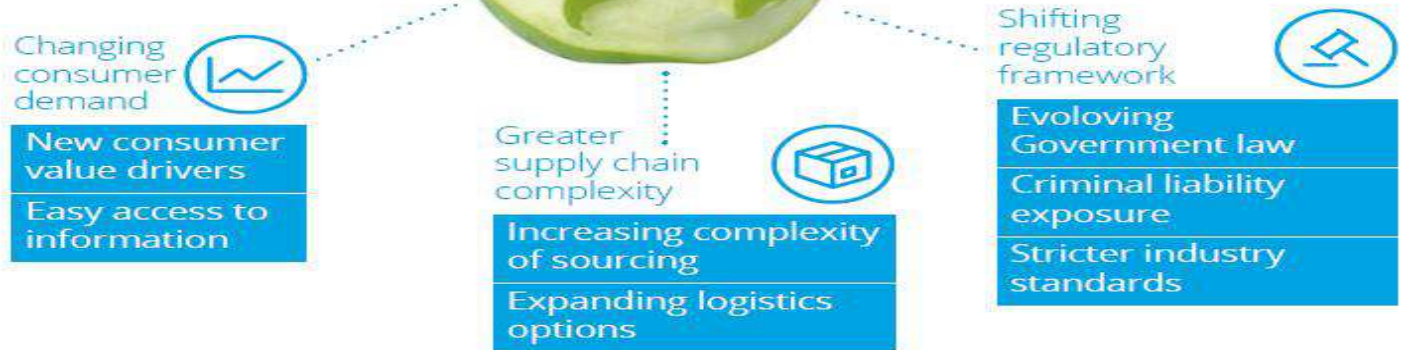 Changing
consumer
demand
New consumer
value drivers
Easy access to
information
Greater
supply chain
complexity
Increasing complexity
of sourcing
Expanding logistics
options
Shifting
regulatory
framework
Evoloving
Government law
Criminal liability
exposure
Stricter industry
standards